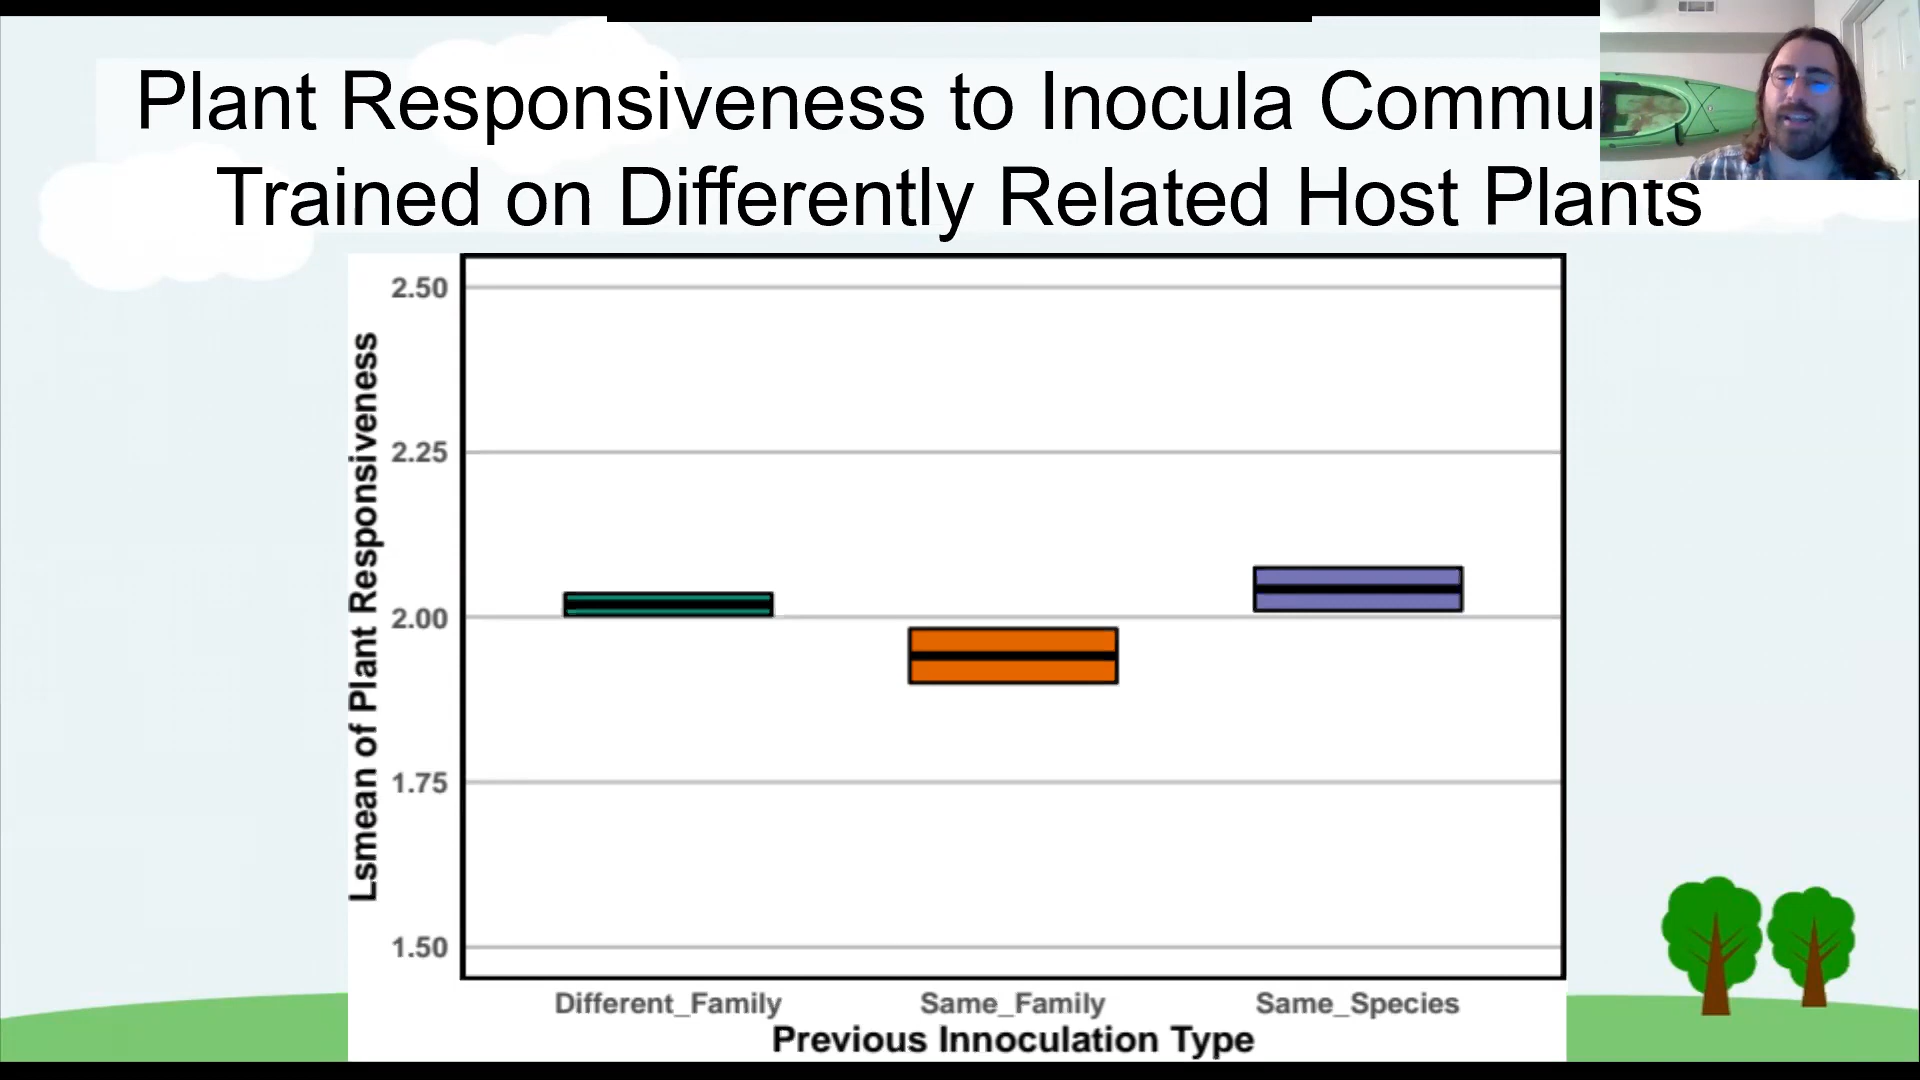 Plant Responsiveness to Inocula
Trained on Differently Related Host Plants
2.50
2.25
2.00
1.75
1.50
Lsmean of Plant Responsiveness
Different_Family Same_Family Same_Species
Previous Innoculation Type